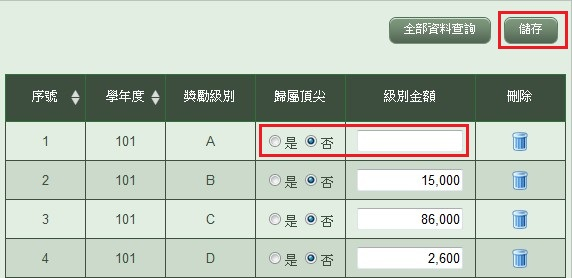 全部資料查詢 儲存
序號 學年度 獎勵級別 歸屬頂尖 級別金額 刪除
1 101 A 是 否
2 101 B 是 否 15,000
3 101 C 是 否 86,000
4 101 D 是 否 2,600